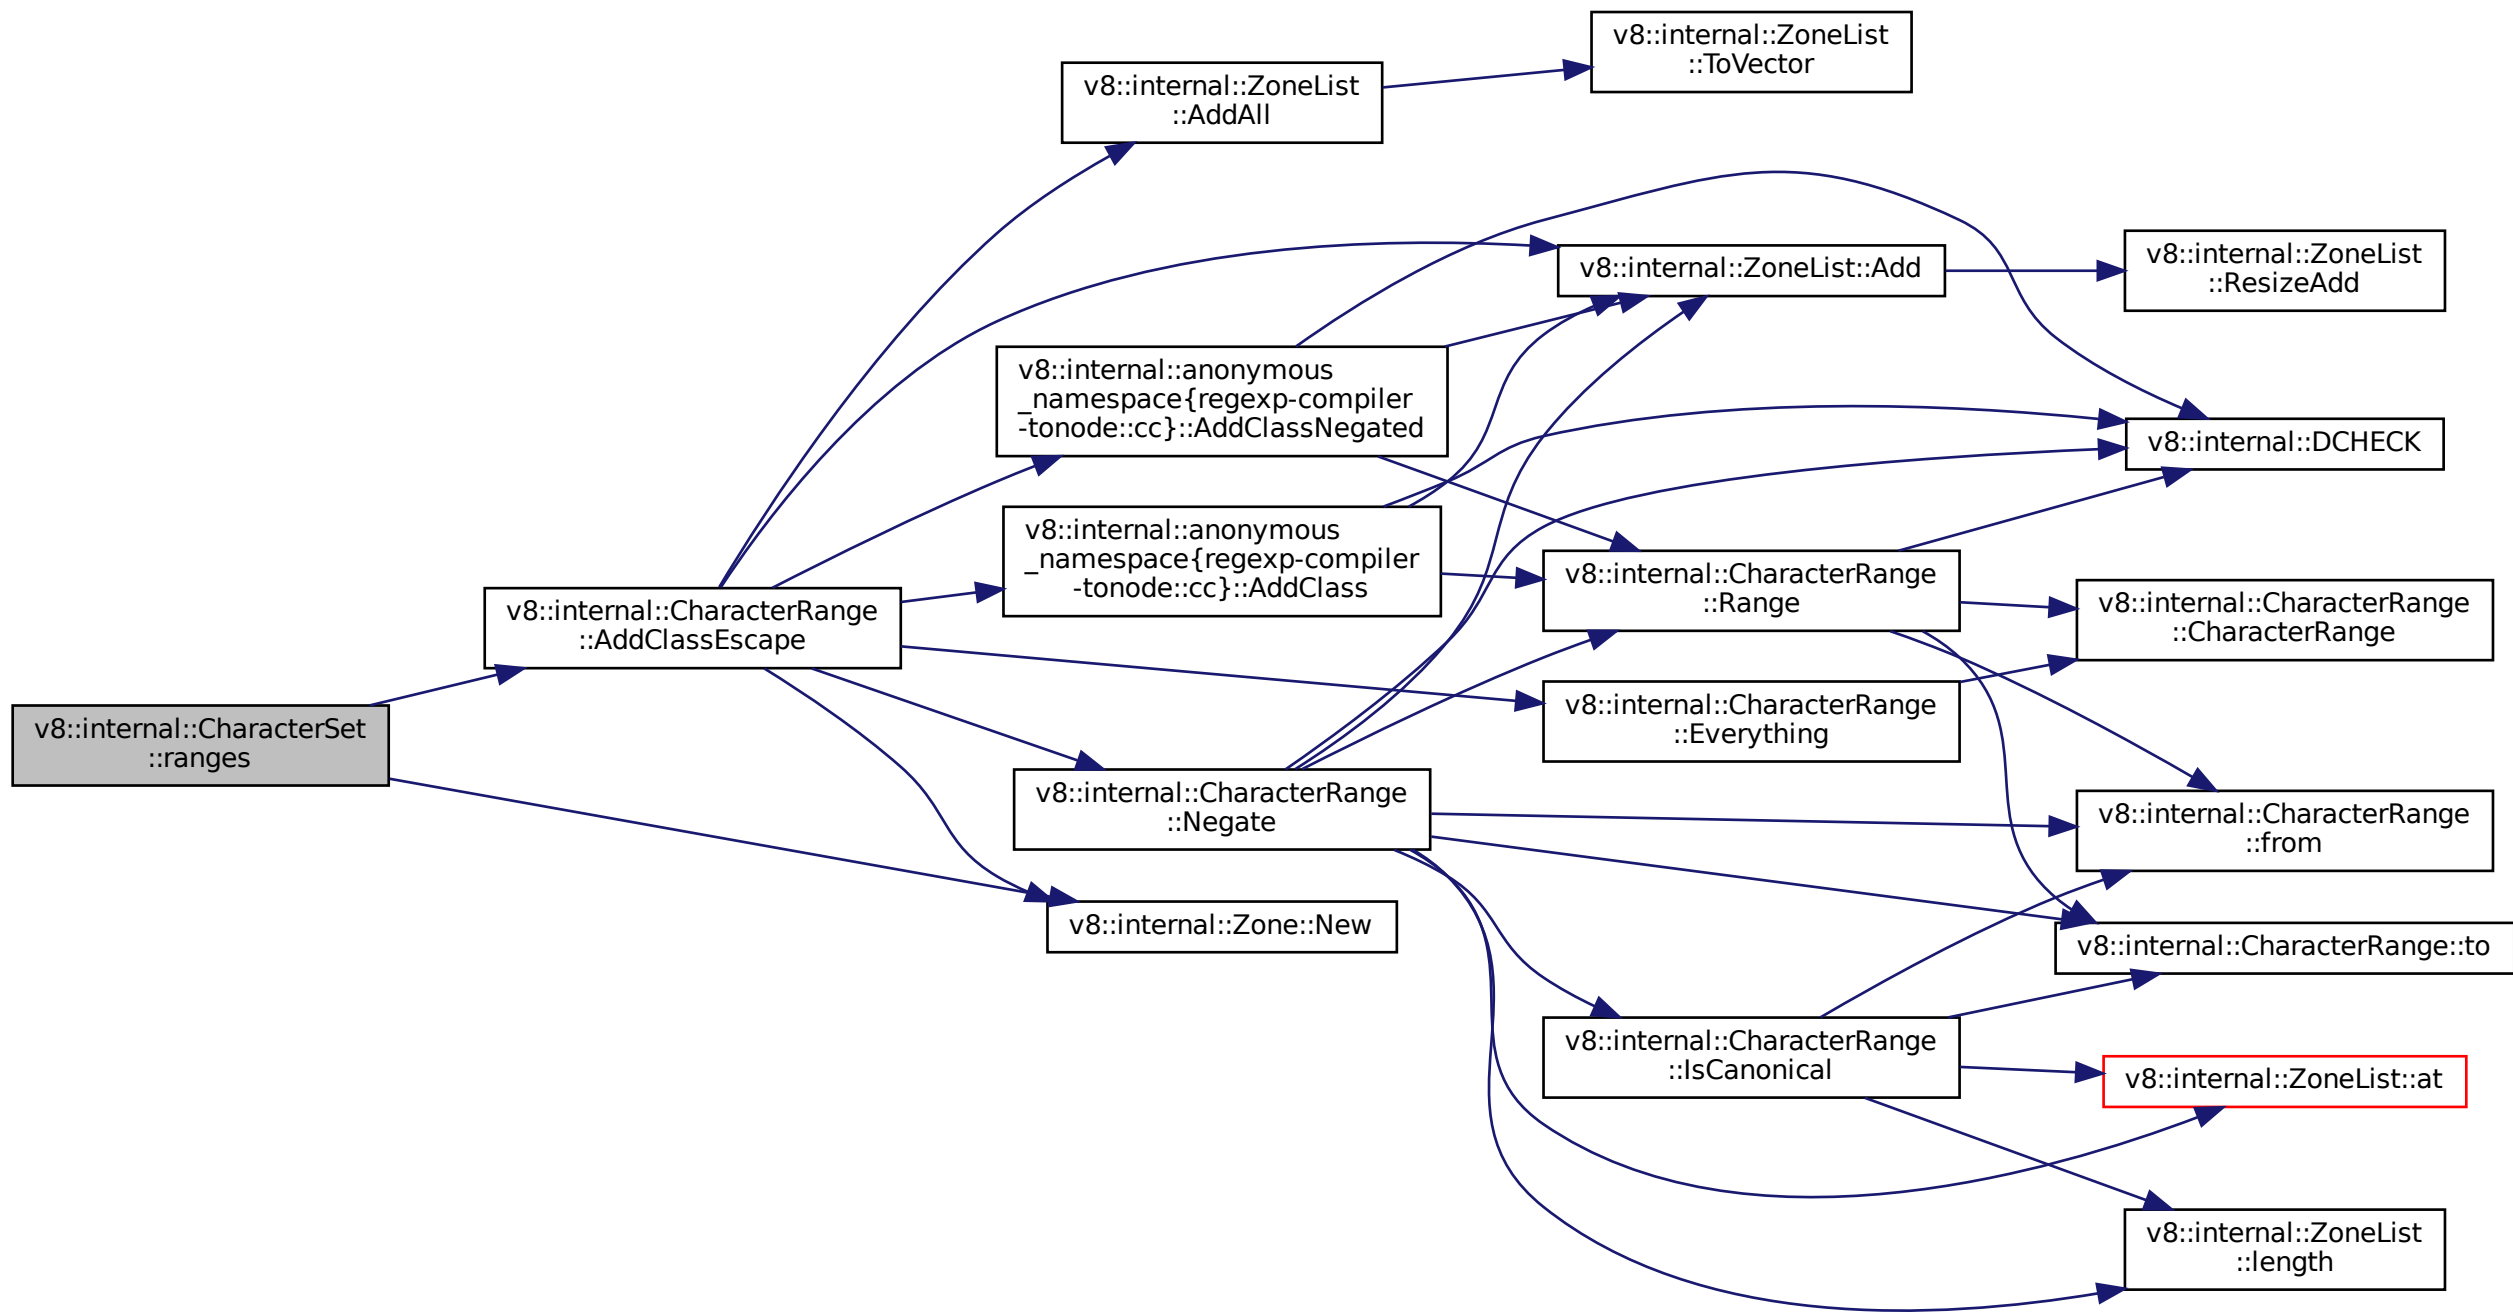 v8::internal::ZoneList
::ToVector
v8::internal::ZoneList
::AddAll
v8::internal::ZoneList::Add
v8::internal::ZoneList
::ResizeAdd
v8::internal::anonymous
_namespace{regexp-compiler
-tonode::cc}::AddClassNegated
v8::internal::DCHECK
v8::internal::anonymous
_namespace{regexp-compiler
-tonode::cc}::AddClass
v8::internal::CharacterRange
::Range
v8::internal::CharacterRange
::CharacterRange
v8::internal::CharacterRange
::AddClassEscape
v8::internal::CharacterRange
::Everything
v8::internal::CharacterSet
::ranges
v8::internal::CharacterRange
::Negate
v8::internal::CharacterRange
::from
v8::internal::Zone::New
v8::internal::CharacterRange::to
v8::internal::CharacterRange
::IsCanonical
v8::internal::ZoneList::at
v8::internal::ZoneList
::length